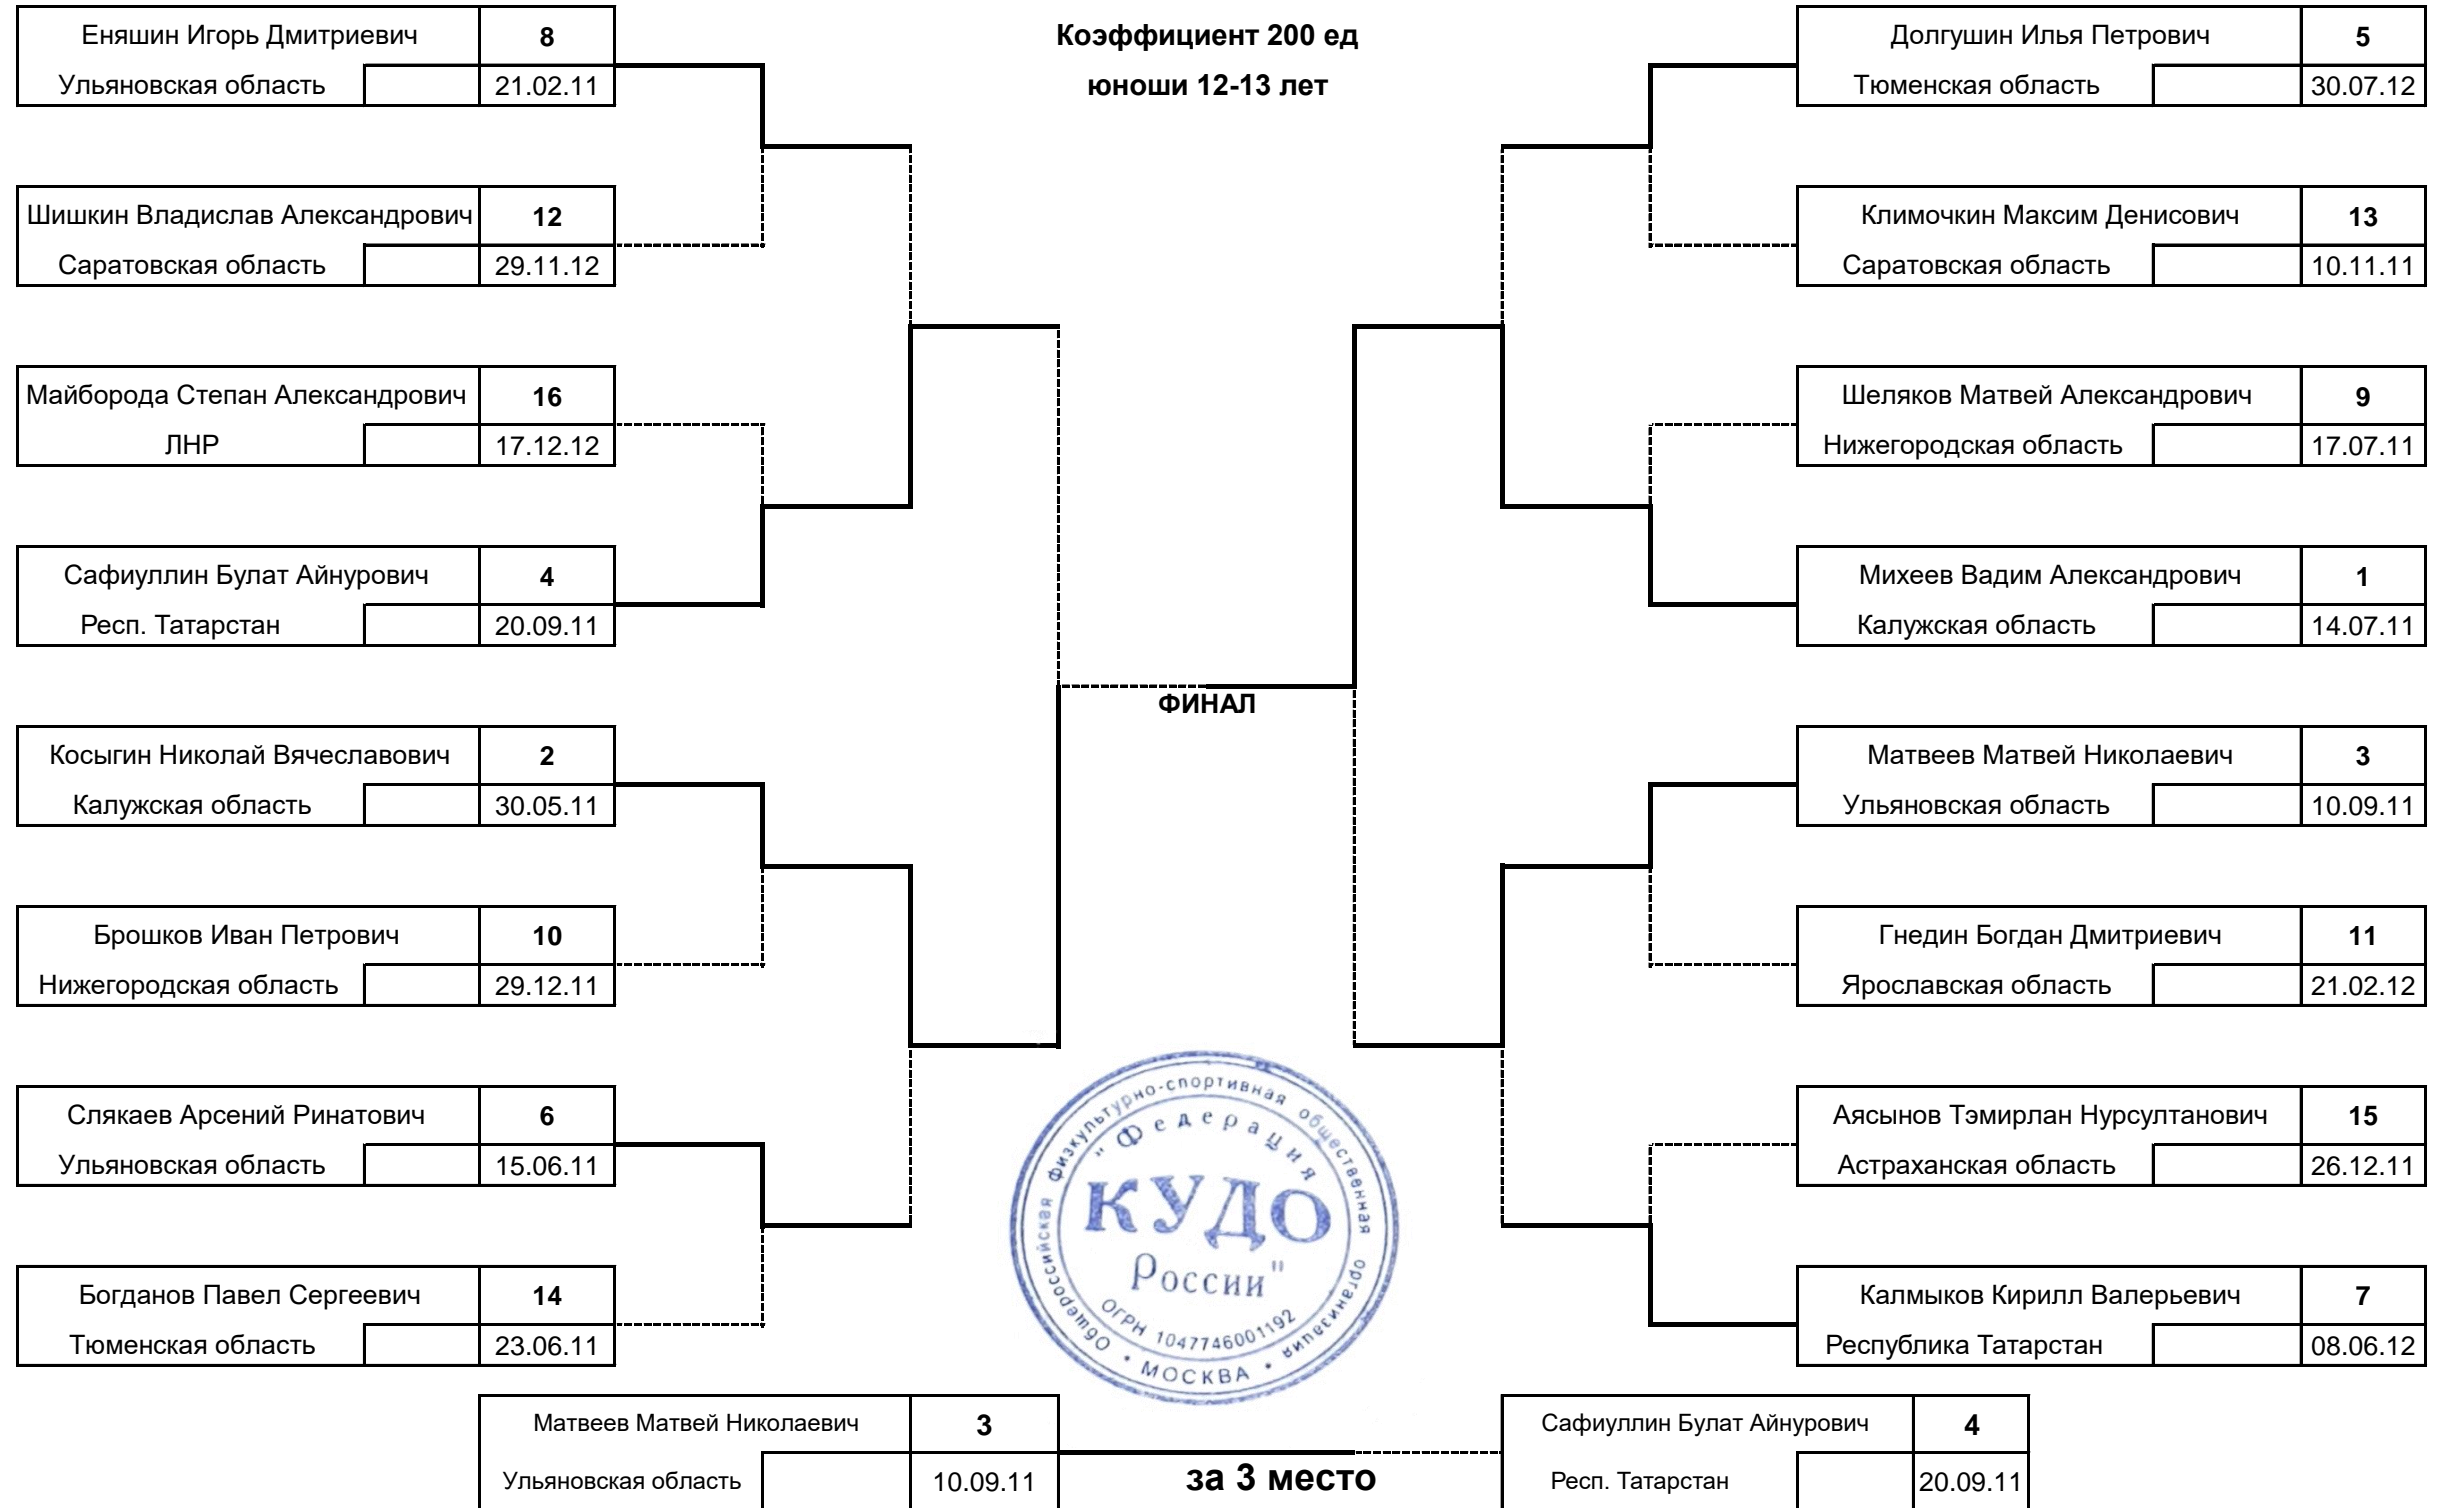 Коэффициент 200 ед
юноши 12-13 лет
Еняшин Игорь Дмитриевич 8
Ульяновская область 21.02.11
Шишкин Владислав Александрович 12
Саратовская область 29.11.12
Майборода Степан Александрович 16
ЛНР 17.12.12
Сафиуллин Булат Айнурович 4
Респ. Татарстан 20.09.11
Косыгин Николай Вячеславович 2
Калужская область 30.05.11
Брошков Иван Петрович 10
Нижегородская область 29.12.11
Слякаев Арсений Ринатович 6
Ульяновская область 15.06.11
Богданов Павел Сергеевич 14
Тюменская область 23.06.11
ФИНАЛ
Долгушин Илья Петрович 5
Тюменская область 30.07.12
Климочкин Максим Денисович 13
Саратовская область 10.11.11
Шеляков Матвей Александрович 9
Нижегородская область 17.07.11
Михеев Вадим Александрович 1
Калужская область 14.07.11
Матвеев Матвей Николаевич 3
Ульяновская область 10.09.11
Гнедин Богдан Дмитриевич 11
Ярославская область 21.02.12
Аясынов Тэмирлан Нурсултанович 15
Астраханская область 26.12.11
Калмыков Кирилл Валерьевич 7
Республика Татарстан 08.06.12
Общероссийская физкультурно-спортивная общественная организация
"Федерация
КУДО
России"
ОГРН 1047746001192
• МОСКВА •
Матвеев Матвей Николаевич 3
Ульяновская область 10.09.11
за 3 место
Сафиуллин Булат Айнурович 4
Респ. Татарстан 20.09.11